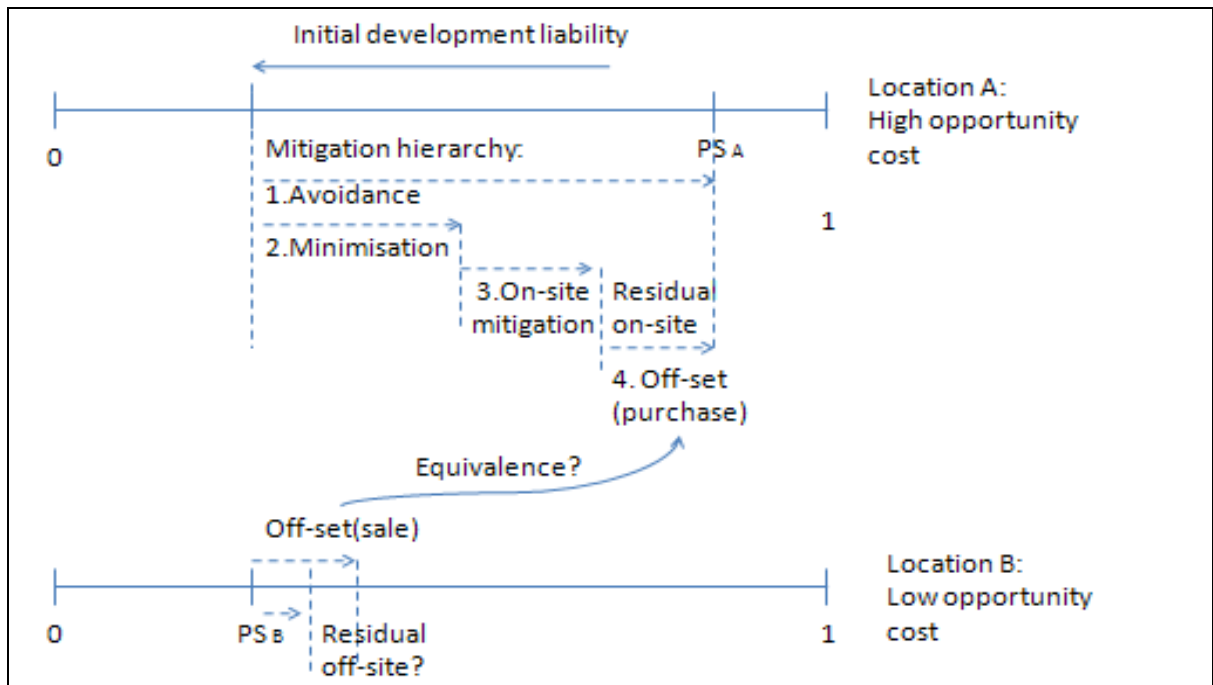 Initial development liability
Location A:
High opportunity
cost
0
Mitigation hierarchy:
PS A
1.Avoidance
1
2.Minimisation
3.On-site
mitigation
Residual
on-site
4. Off-set
(purchase)
Equivalence?
Off-set(sale)
Location B:
Low opportunity
cost
0
PS B
Residual
off-site?
1